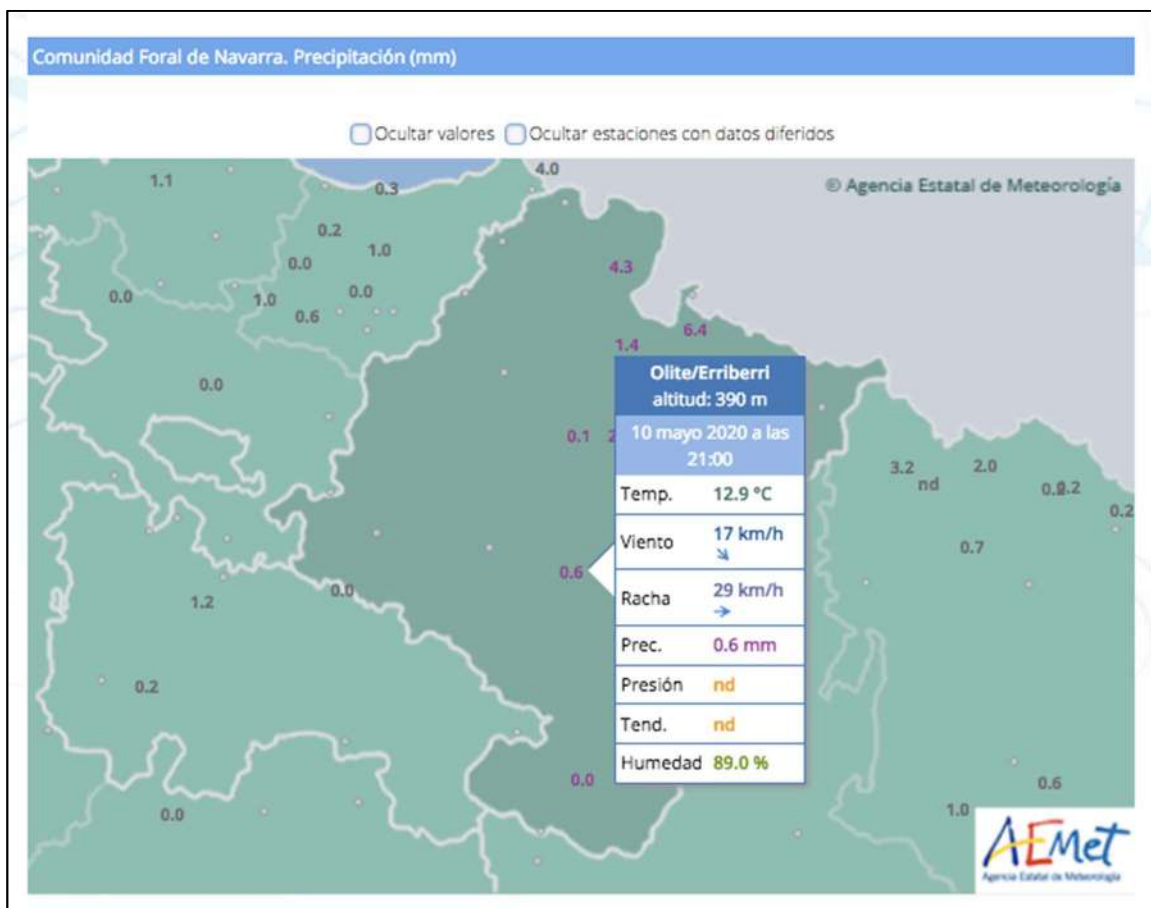 Comunidad Foral de Navarra. Precipitación (mm)
Ocultar valores Ocultar estaciones con datos diferidos
4.0
1.1
© Agencia Estatal de Meteorología
0.3
0.2
1.0
0.0
4.3
0.0
1.0
0.0
0.6
6.4
1.4
Olite/Erriberri
altitud: 390 m
0.0
10 mayo 2020 a las
21:00
0.1
3.2
2.0
nd
0.2
Temp. 12.9 °C
0.2
Viento 17 km/h
0.7
0.6
Racha 29 km/h
0.0
1.2
Prec. 0.6 mm
Presión nd
0.2
Tend. nd
Humedad 89.0 %
0.0
0.6
1.0
0.0
AEMet
Agencia Estatal de Meteorología